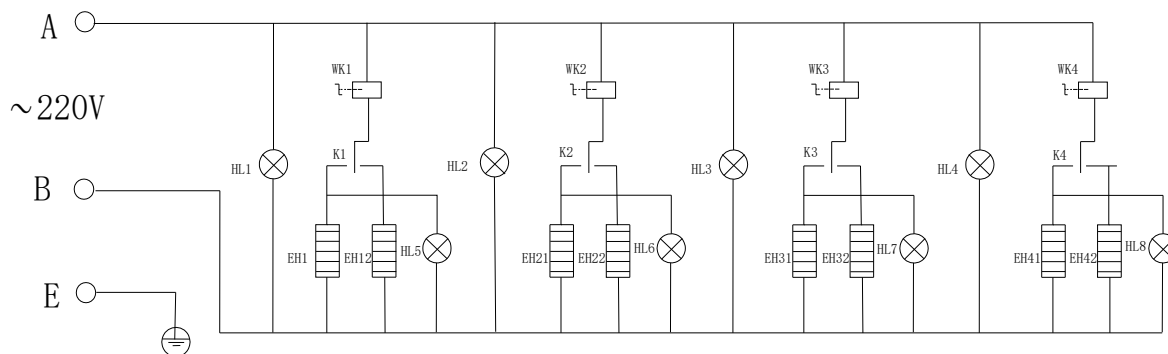 A
WK1
WK2
WK3
WK4
~220V
K1
K2
K3
K4
HL1
HL2
HL3
HL4
B
HL5
HL6
HL7
HL8
EH1
EH12
EH21
EH22
EH31
EH32
EH41
EH42
E